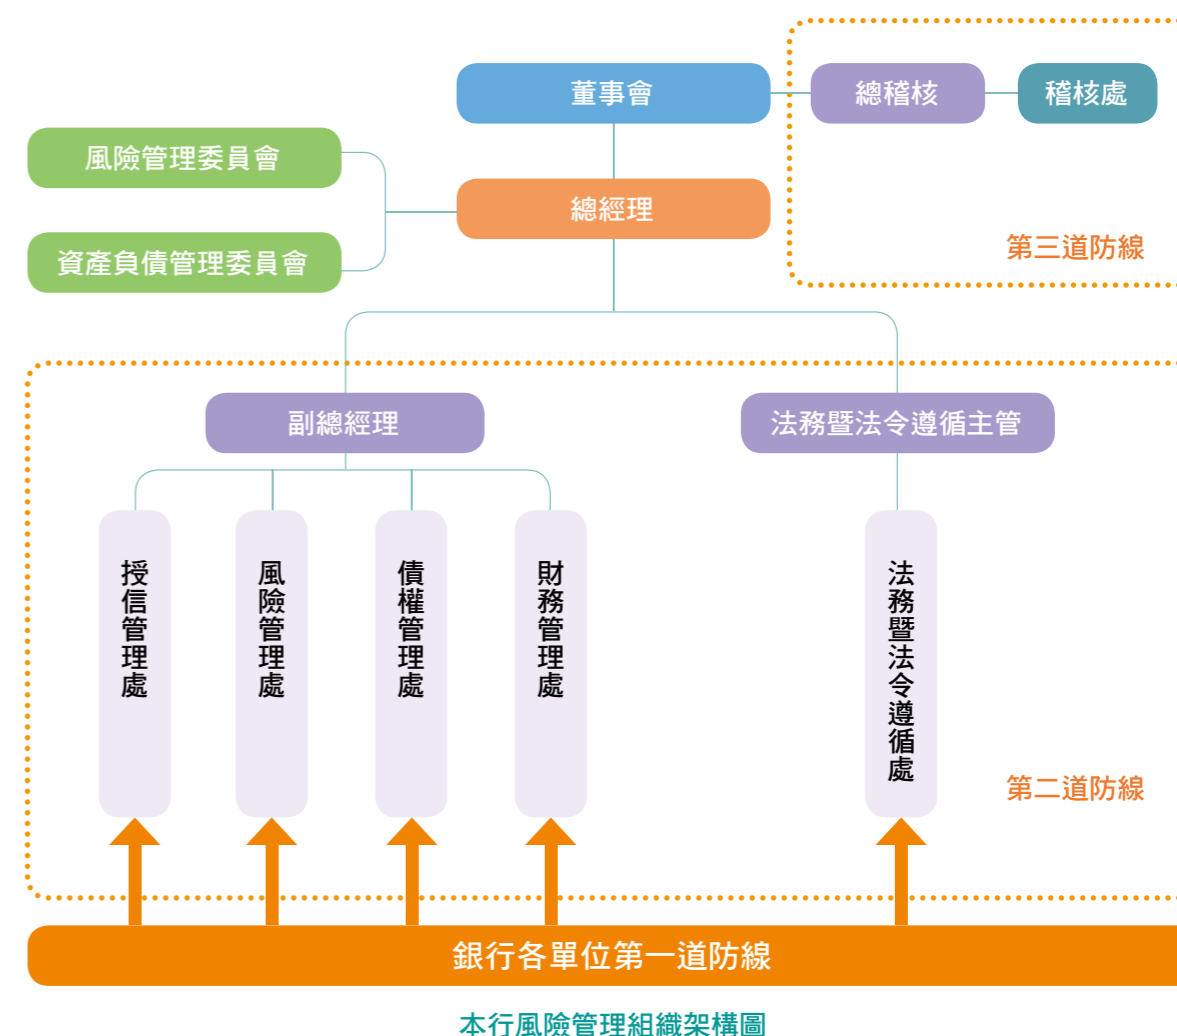 董事會
總稽核
稽核處
風險管理委員會
總經理
資產負債管理委員會
第三道防線
副總經理
法務暨法令遵循主管
授信管理處
風險管理處
債權管理處
財務管理處
法務暨法令遵循處
第二道防線
銀行各單位第一道防線
本行風險管理組織架構圖